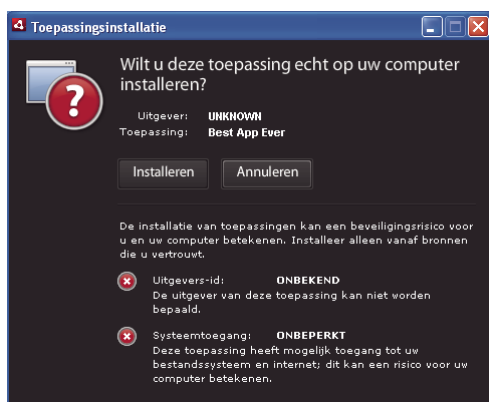 Toepassingsinstallatie
Wilt u deze toepassing echt op uw computer
installeren?
Uitgever: UNKNOWN
Toepassing: Best App Ever
Installeren Annuleren
De installatie van toepassingen kan een beveiligingsrisico voor
u en uw computer betekenen. Installeer alleen vanaf bronnen
die u vertrouwt.
Uitgevers-id: ONBEKEND
De uitgever van deze toepassing kan niet worden
bepaald.
Systeemtoegang: ONBEPERKT
Deze toepassing heeft mogelijk toegang tot uw
bestandssysteem en internet; dit kan een risico voor uw
computer betekenen.